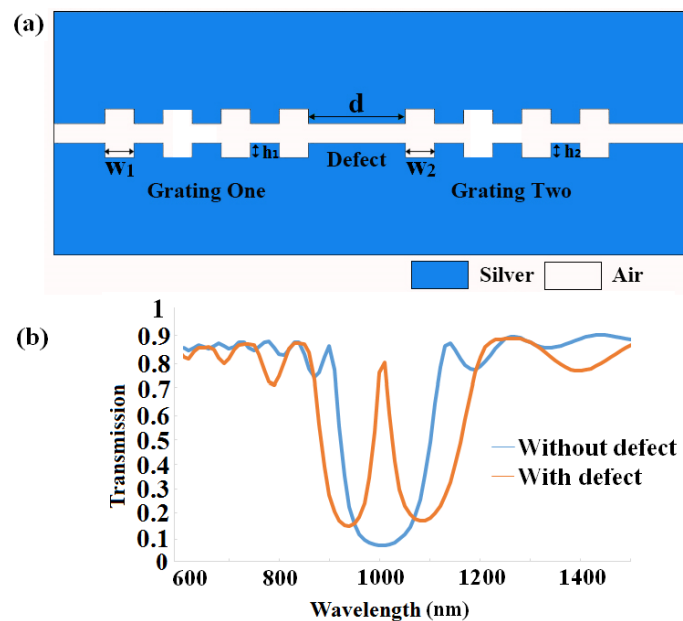 (a)
d
h₁
h₂
W₁
Defect
W₂
Grating One
Grating Two
Silver
Air
(b)
1
0.9
0.8
0.7
0.6
0.5
0.4
0.3
0.2
0.1
0
Transmission
Without defect
With defect
600 800 1000 1200 1400
Wavelength (nm)